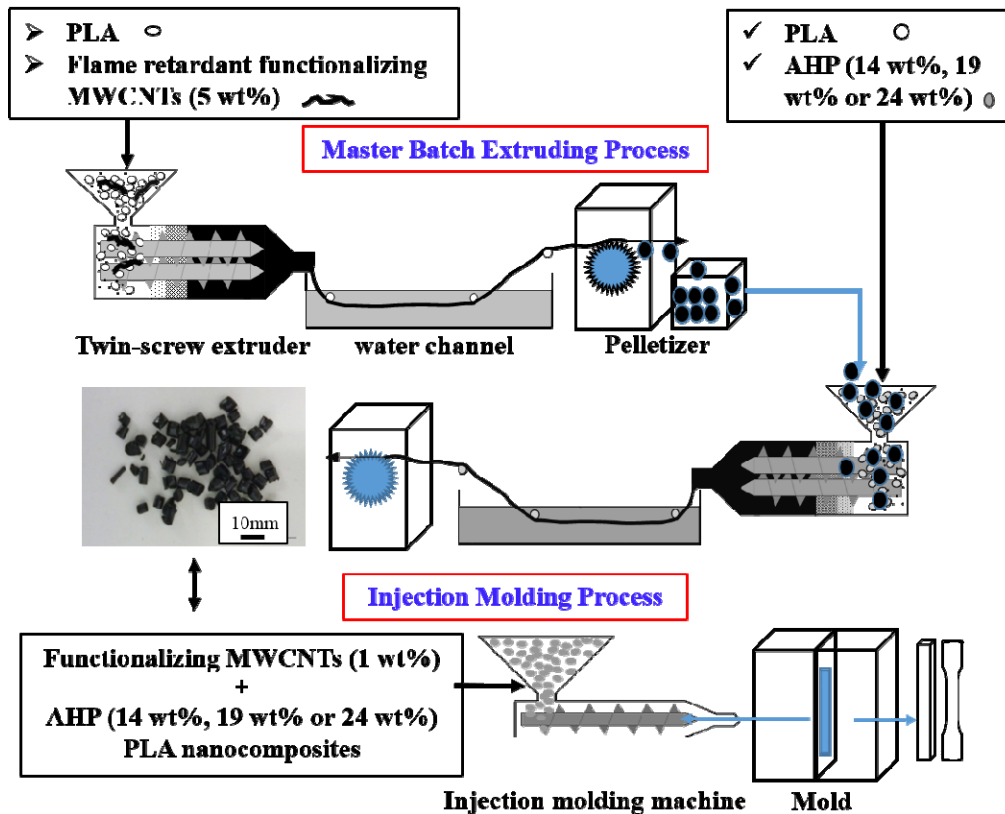 PLA
Flame retardant functionalizing
MWCNTs (5 wt%)
PLA
AHP (14 wt%, 19
wt% or 24 wt%)
Master Batch Extruding Process
Twin-screw extruder
water channel
Pelletizer
10mm
Injection Molding Process
Functionalizing MWCNTs (1 wt%)
+
AHP (14 wt%, 19 wt% or 24 wt%)
PLA nanocomposites
Injection molding machine
Mold